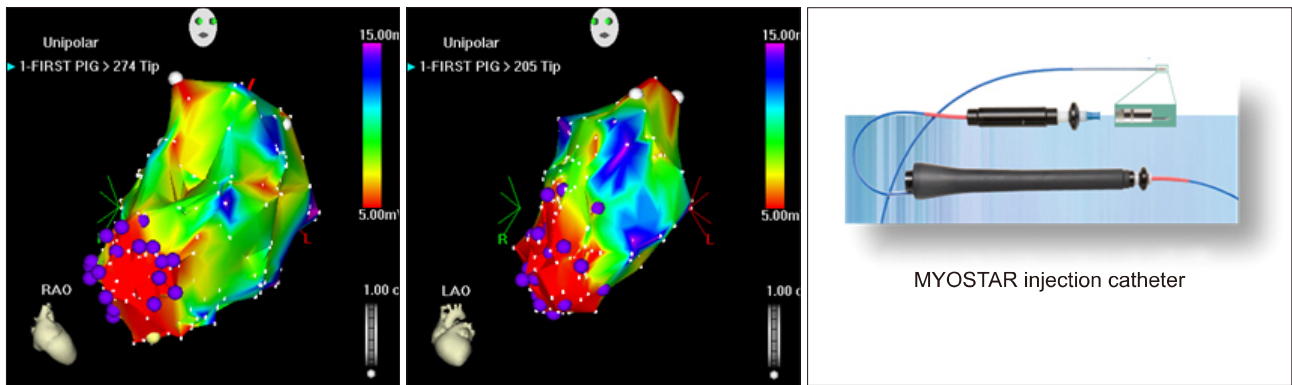 Unipolar
1-FIRST PIG > 274 Tip
15.00m
5.00mV
L
RAO
1.00 c
Unipolar
1-FIRST PIG > 205 Tip
15.00m
5.00m
R
L
LAO
1.00 c
MYOSTAR injection catheter